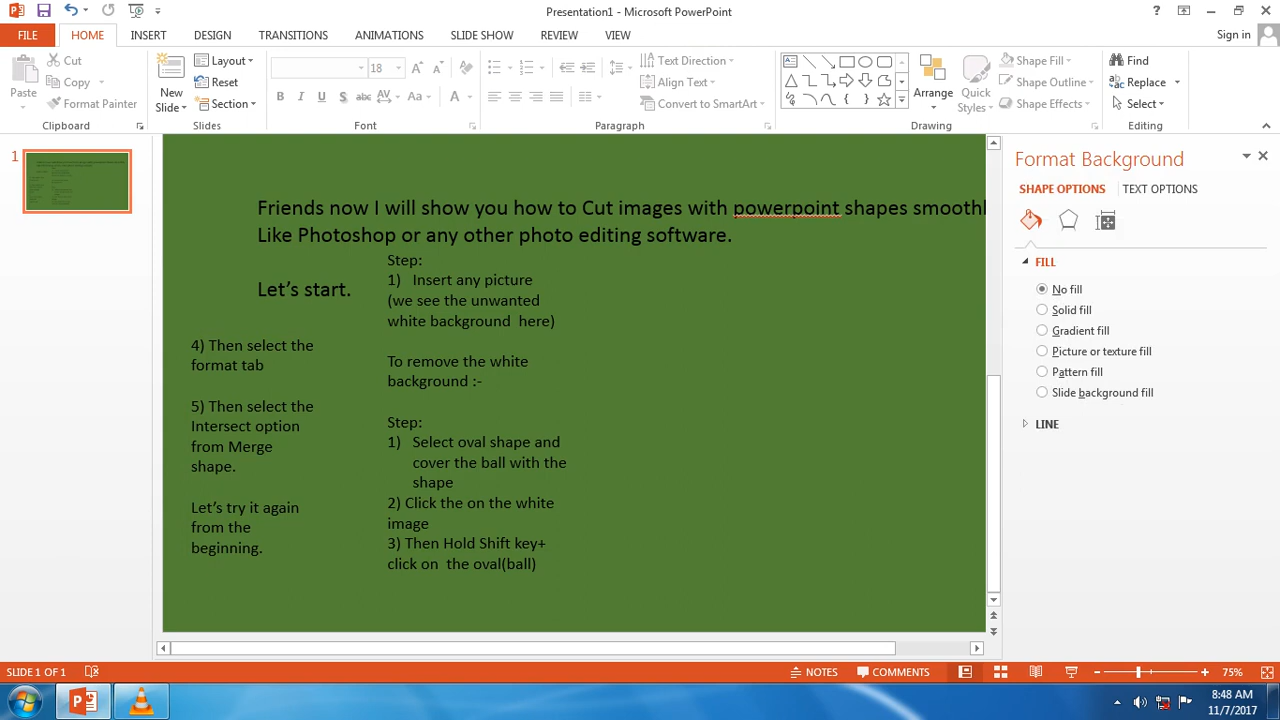 Presentation1 - Microsoft PowerPoint
?
FILE HOME INSERT DESIGN TRANSITIONS ANIMATIONS SLIDE SHOW REVIEW VIEW Sign in
Paste
Cut
Copy
Format Painter
Clipboard
New
Slide
Layout
Reset
Section
Slides
18
B I U S abc AV Aa A
Font
Text Direction
Align Text
Convert to SmartArt
Paragraph
Arrange
Quick
Styles
Shape Fill
Shape Outline
Shape Effects
Drawing
Find
Replace
Select
Editing
1
Friends now I will show you how to Cut images with powerpoint shapes smoothl
Like Photoshop or any other photo editing software.
Let's start.
Step:
1) Insert any picture
(we see the unwanted
white background here)
To remove the white
background :-
Step:
1) Select oval shape and
cover the ball with the
shape
2) Click the on the white
image
3) Then Hold Shift key+
click on the oval(ball)
4) Then select the
format tab
5) Then select the
Intersect option
from Merge
shape.
Let's try it again
from the
beginning.
Format Background
SHAPE OPTIONS TEXT OPTIONS
FILL
No fill
Solid fill
Gradient fill
Picture or texture fill
Pattern fill
Slide background fill
LINE
SLIDE 1 OF 1
NOTES
COMMENTS
75%
8:48 AM
11/7/2017